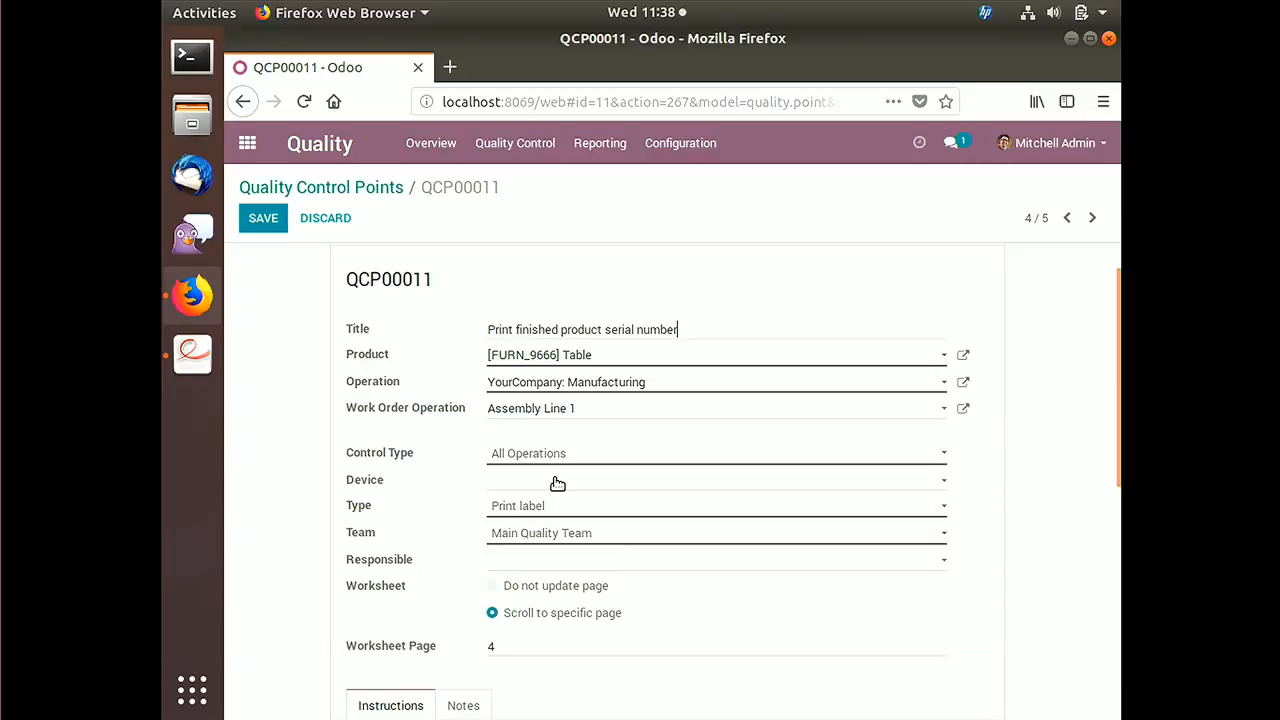 Activities Firefox Web Browser Wed 11:38
QCP00011 - Odoo - Mozilla Firefox
QCP00011 - Odoo
localhost:8069/web#id=11&action=267&model=quality.point&
Quality Overview Quality Control Reporting Configuration 1 Mitchell Admin
Quality Control Points / QCP00011
SAVE DISCARD 4 / 5
QCP00011
Title Print finished product serial number
Product [FURN_9666] Table
Operation YourCompany: Manufacturing
Work Order Operation Assembly Line 1
Control Type All Operations
Device
Type Print label
Team Main Quality Team
Responsible
Worksheet Do not update page
Scroll to specific page
Worksheet Page 4
Instructions Notes